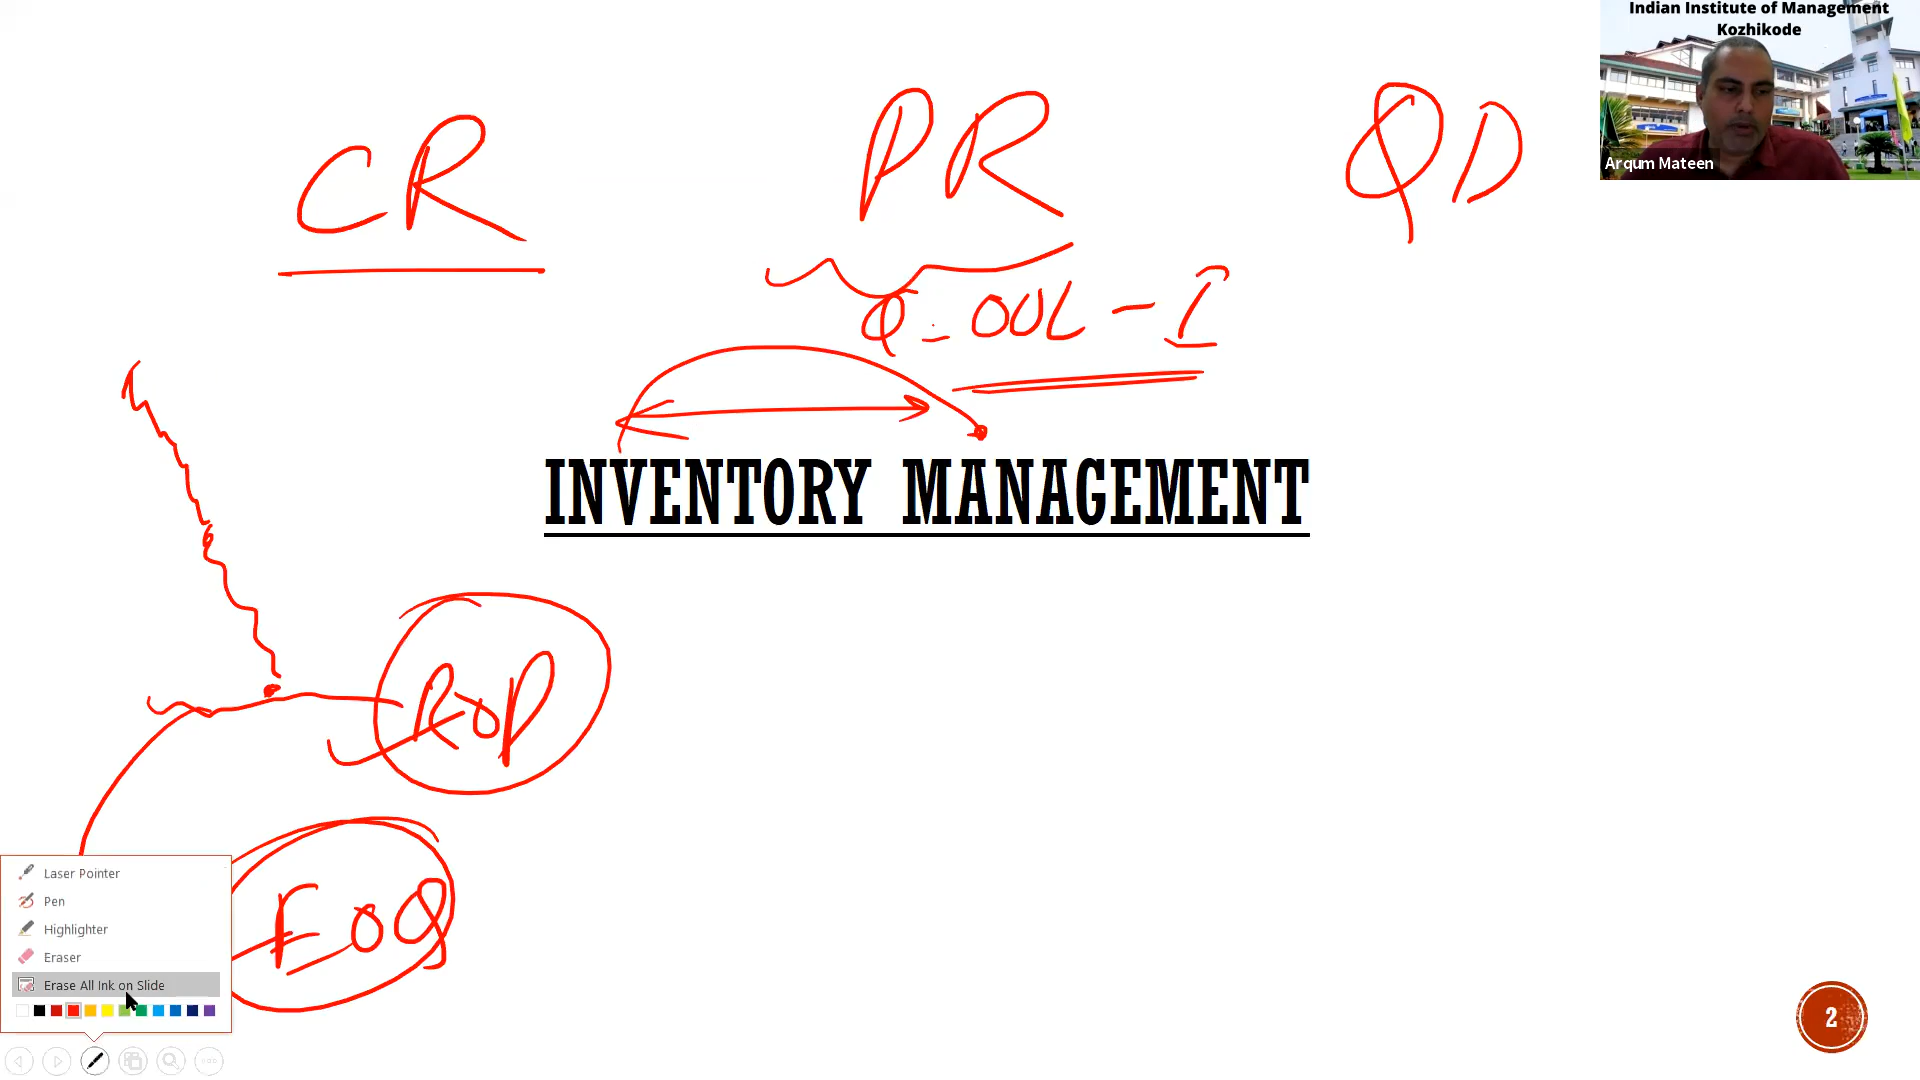 Indian Institute of Management
Kozhikode
Arqum Mateen
CR PR QD
Q = OUL - I
INVENTORY MANAGEMENT
ROP
EOQ
Laser Pointer
Pen
Highlighter
Eraser
Erase All Ink on Slide
2